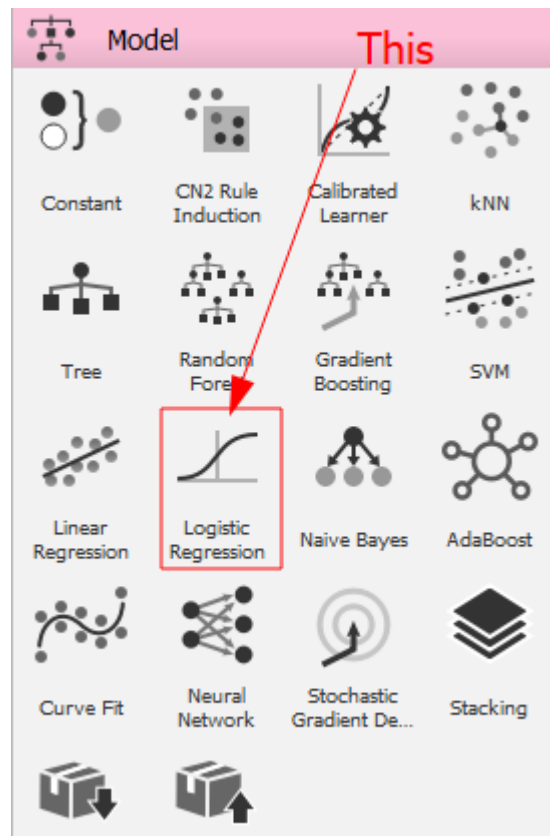 Model
This
Constant
CN2 Rule
Induction
Calibrated
Learner
kNN
Tree
Random
Fore
Gradient
Boosting
SVM
Linear
Regression
Logistic
Regression
Naive Bayes
AdaBoost
Curve Fit
Neural
Network
Stochastic
Gradient De...
Stacking